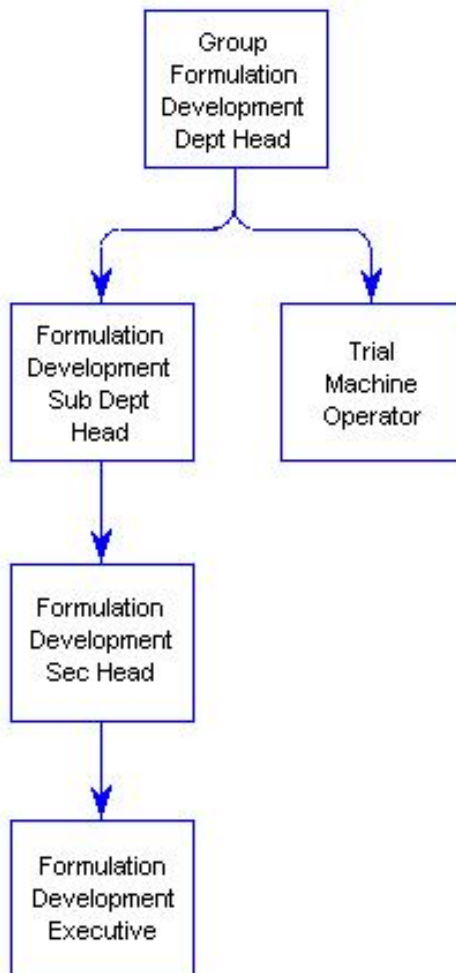 Group
Formulation
Development
Dept Head
Formulation
Development
Sub Dept
Head
Trial
Machine
Operator
Formulation
Development
Sec Head
Formulation
Development
Executive